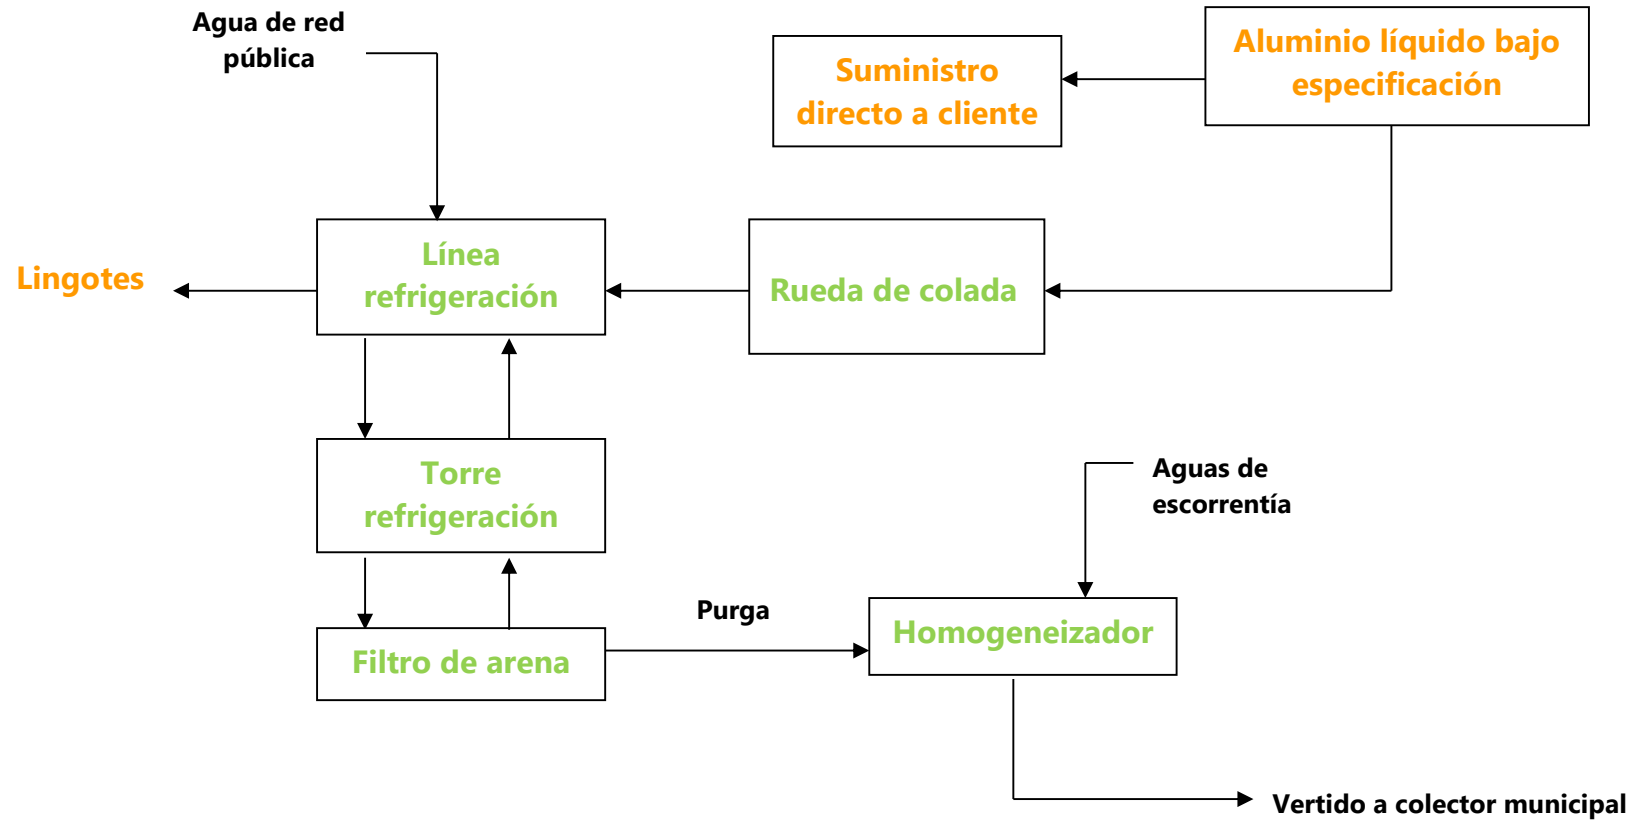 Agua de red
pública
Suministro
directo a cliente
Aluminio líquido bajo
especificación
Lingotes
Línea
refrigeración
Rueda de colada
Torre
refrigeración
Aguas de
escorrentía
Purga
Filtro de arena
Homogeneizador
Vertido a colector municipal